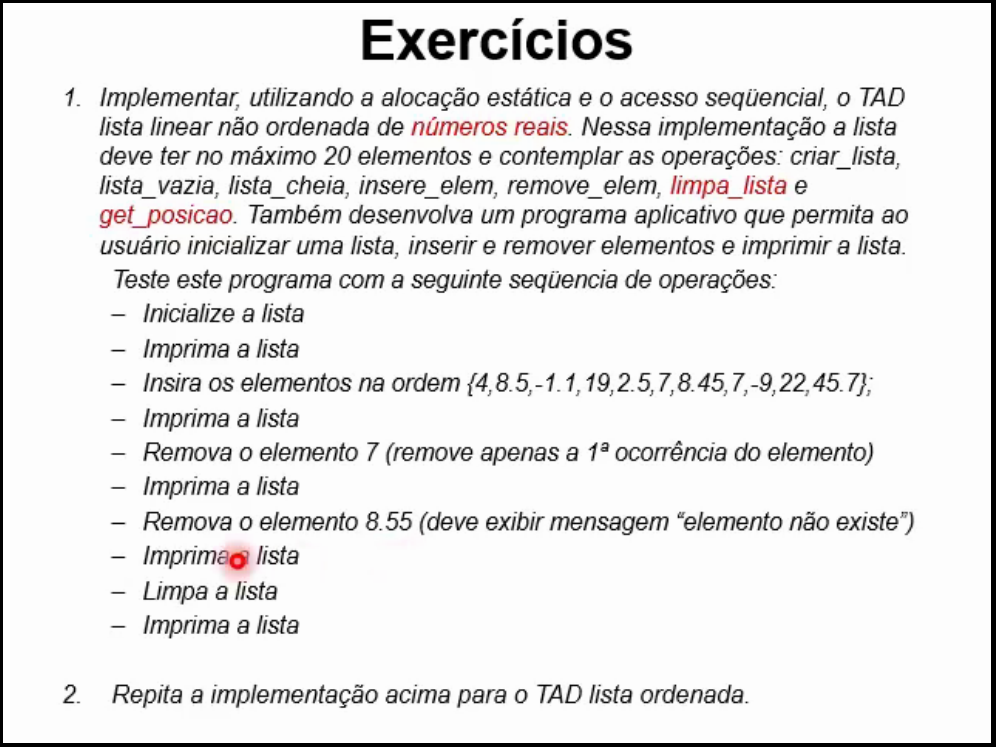 Exercícios
1. Implementar, utilizando a alocação estática e o acesso seqüencial, o TAD
lista linear não ordenada de números reais. Nessa implementação a lista
deve ter no máximo 20 elementos e contemplar as operações: criar_lista,
lista_vazia, lista_cheia, insere_elem, remove_elem, limpa_lista e
get_posicao. Também desenvolva um programa aplicativo que permita ao
usuário inicializar uma lista, inserir e remover elementos e imprimir a lista.
Teste este programa com a seguinte seqüencia de operações:
– Inicialize a lista
– Imprima a lista
– Insira os elementos na ordem {4,8.5,-1.1,19,2.5,7,8.45,7,-9,22,45.7};
– Imprima a lista
– Remova o elemento 7 (remove apenas a 1ª ocorrência do elemento)
– Imprima a lista
– Remova o elemento 8.55 (deve exibir mensagem “elemento não existe”)
– Imprima a lista
– Limpa a lista
– Imprima a lista
2. Repita a implementação acima para o TAD lista ordenada.